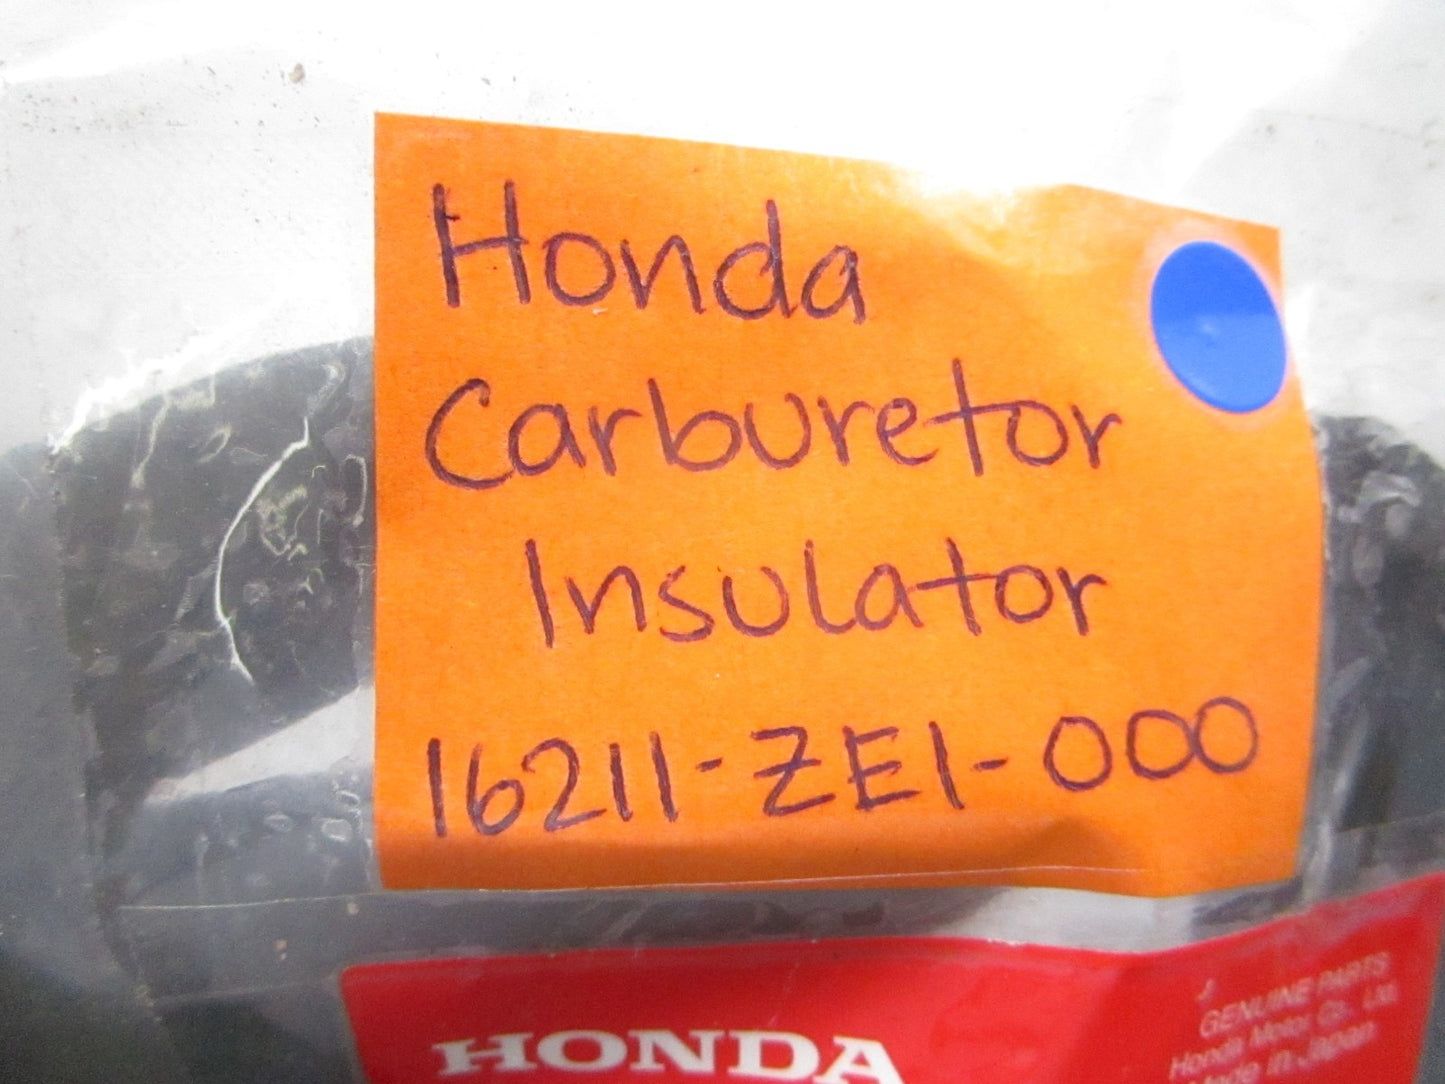 Honda
Carburetor
Insulator
16211-ZE1-000
HONDA
GENUINE PARTS
Honda Motor Co., Ltd.
Made in Japan